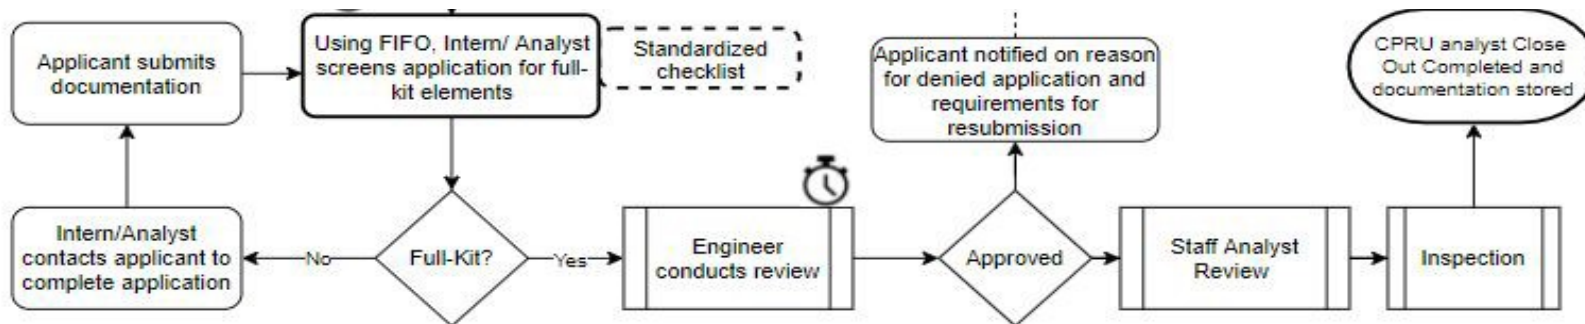 Applicant submits
documentation
Using FIFO, Intern/ Analyst
screens application for full-
kit elements
Standardized
checklist
Applicant notified on reason
for denied application and
requirements for
resubmission
CPRU analyst Close
Out Completed and
documentation stored
Intern/Analyst
contacts applicant to
complete application
No
Full-Kit?
Yes
Engineer
conducts review
Approved
Staff Analyst
Review
Inspection